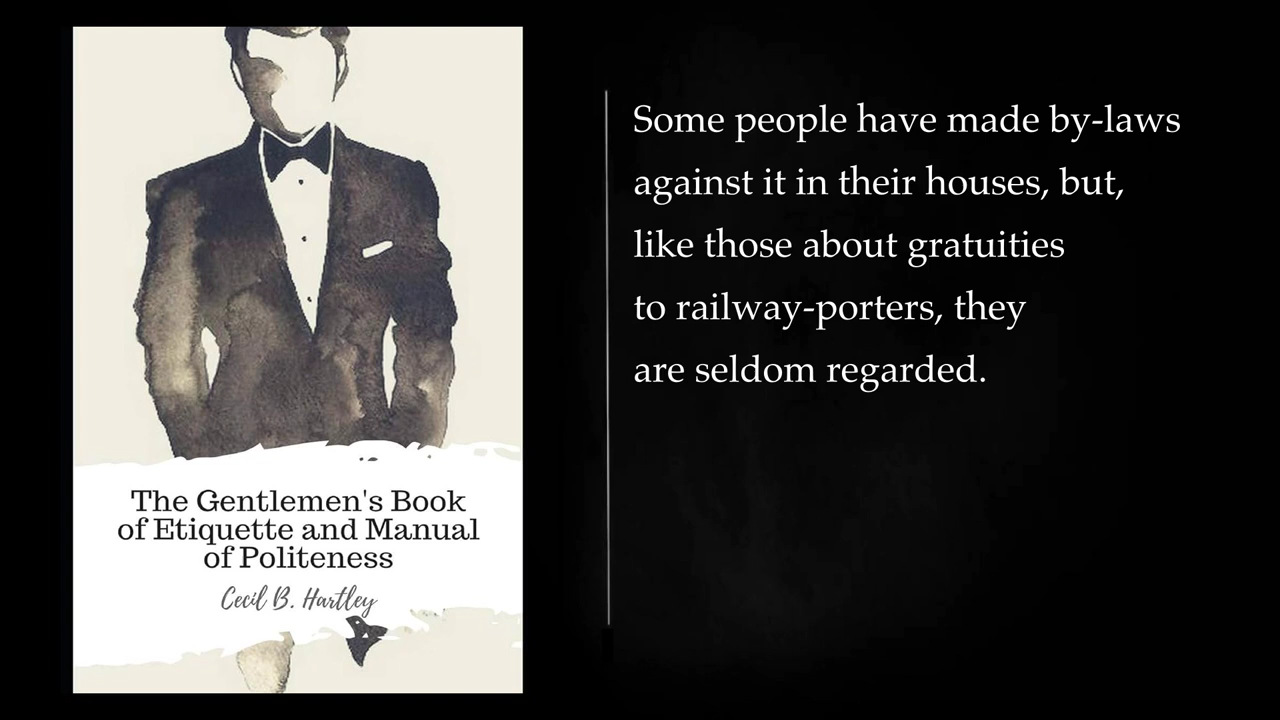 The Gentlemen's Book
of Etiquette and Manual
of Politeness
Cecil B. Hartley
Some people have made by-laws
against it in their houses, but,
like those about gratuities
to railway-porters, they
are seldom regarded.